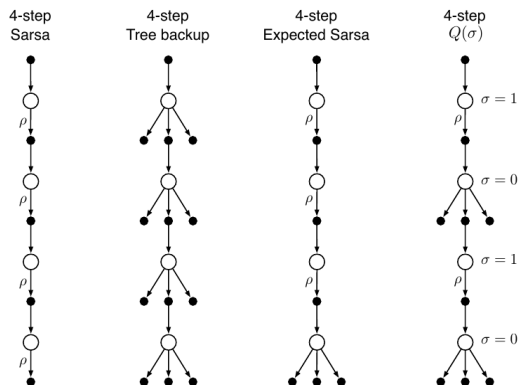 4-step
Sarsa
4-step
Tree backup
4-step
Expected Sarsa
4-step
Q(σ)
σ = 1
ρ
ρ
ρ
σ = 0
ρ
ρ
σ = 1
ρ
ρ
ρ
σ = 0
ρ